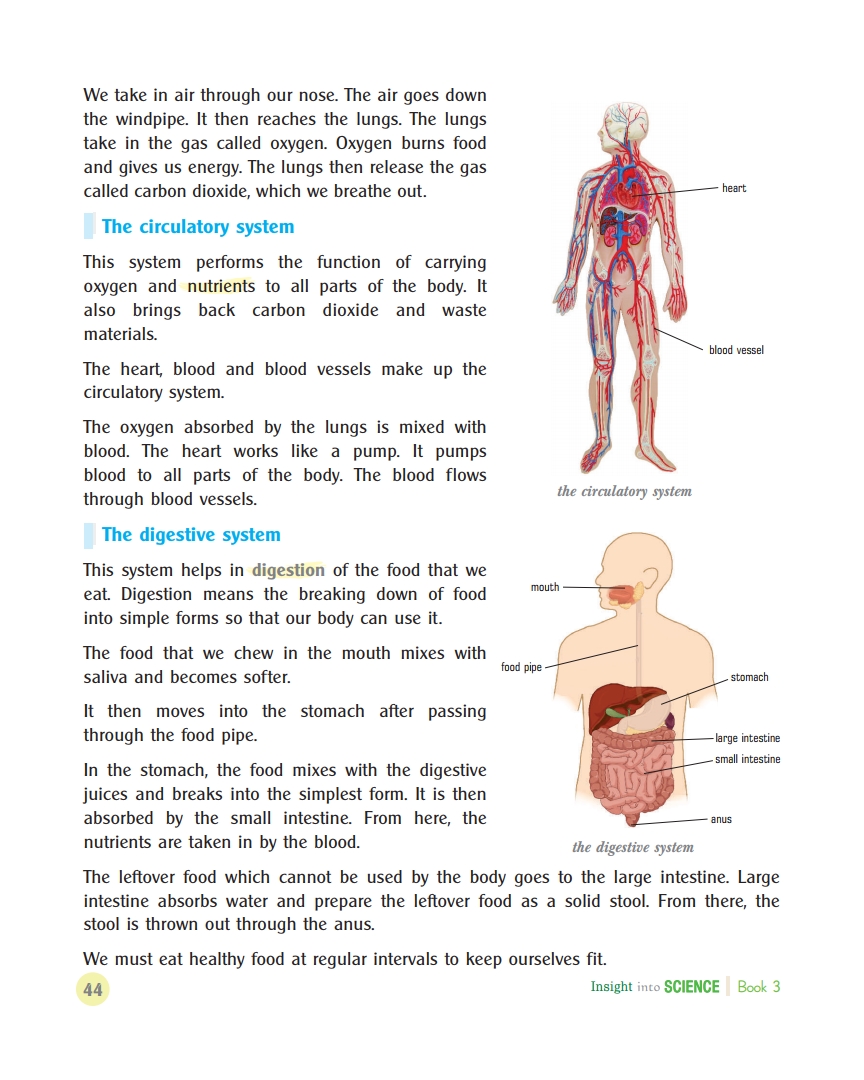 We take in air through our nose. The air goes down
the windpipe. It then reaches the lungs. The lungs
take in the gas called oxygen. Oxygen burns food
and gives us energy. The lungs then release the gas
called carbon dioxide, which we breathe out.
The circulatory system
This system performs the function of carrying
oxygen and nutrients to all parts of the body. It
also brings back carbon dioxide and waste
materials.
The heart, blood and blood vessels make up the
circulatory system.
The oxygen absorbed by the lungs is mixed with
blood. The heart works like a pump. It pumps
blood to all parts of the body. The blood flows
through blood vessels.
heart
blood vessel
the circulatory system
The digestive system
This system helps in digestion of the food that we
eat. Digestion means the breaking down of food
into simple forms so that our body can use it.
The food that we chew in the mouth mixes with
saliva and becomes softer.
It then moves into the stomach after passing
through the food pipe.
In the stomach, the food mixes with the digestive
juices and breaks into the simplest form. It is then
absorbed by the small intestine. From here, the
nutrients are taken in by the blood.
mouth
food pipe
stomach
large intestine
small intestine
anus
the digestive system
The leftover food which cannot be used by the body goes to the large intestine. Large
intestine absorbs water and prepare the leftover food as a solid stool. From there, the
stool is thrown out through the anus.
We must eat healthy food at regular intervals to keep ourselves fit.
44
Insight into SCIENCE Book 3